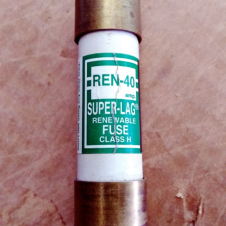 REN-40
SUPER-LAG
RENEWABLE
FUSE
CLASS H